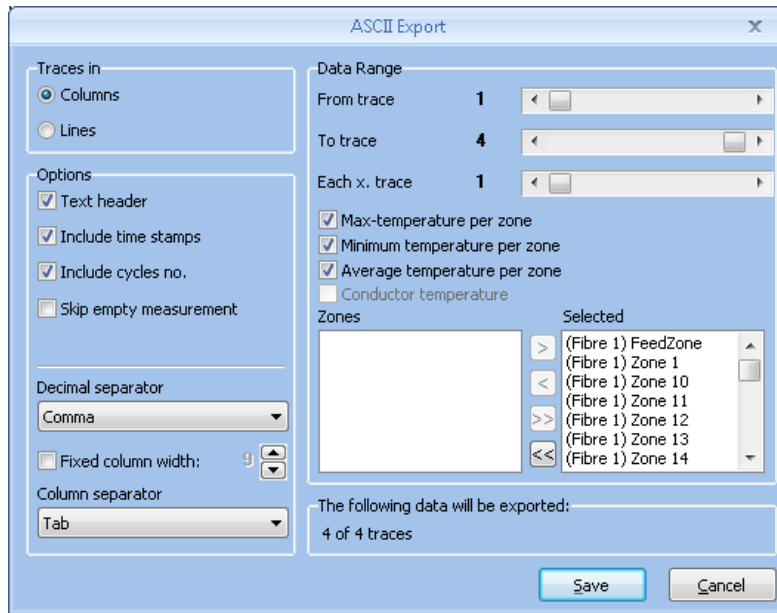 ASCII Export
Traces in
Columns
Lines
Options
Text header
Include time stamps
Include cycles no.
Skip empty measurement
Decimal separator
Comma
Fixed column width: 9
Column separator
Tab
Data Range
From trace 1
To trace 4
Each x. trace 1
Max-temperature per zone
Minimum temperature per zone
Average temperature per zone
Conductor temperature
Zones
>
<
>>
<<
Selected
(Fibre 1) FeedZone
(Fibre 1) Zone 1
(Fibre 1) Zone 10
(Fibre 1) Zone 11
(Fibre 1) Zone 12
(Fibre 1) Zone 13
(Fibre 1) Zone 14
The following data will be exported:
4 of 4 traces
Save
Cancel